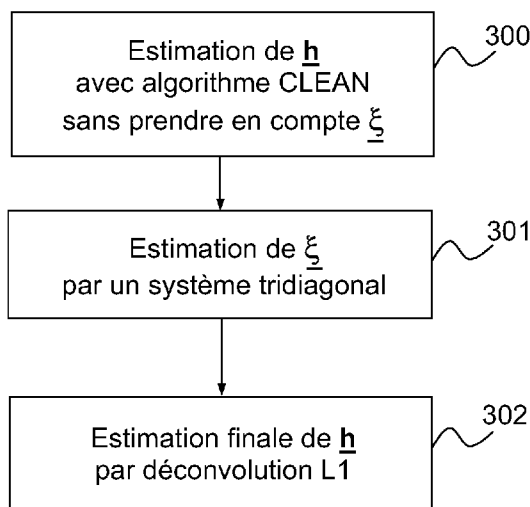 Estimation de h
avec algorithme CLEAN
sans prendre en compte ξ
300
Estimation de ξ
par un système tridiagonal
301
Estimation finale de h
par déconvolution L1
302